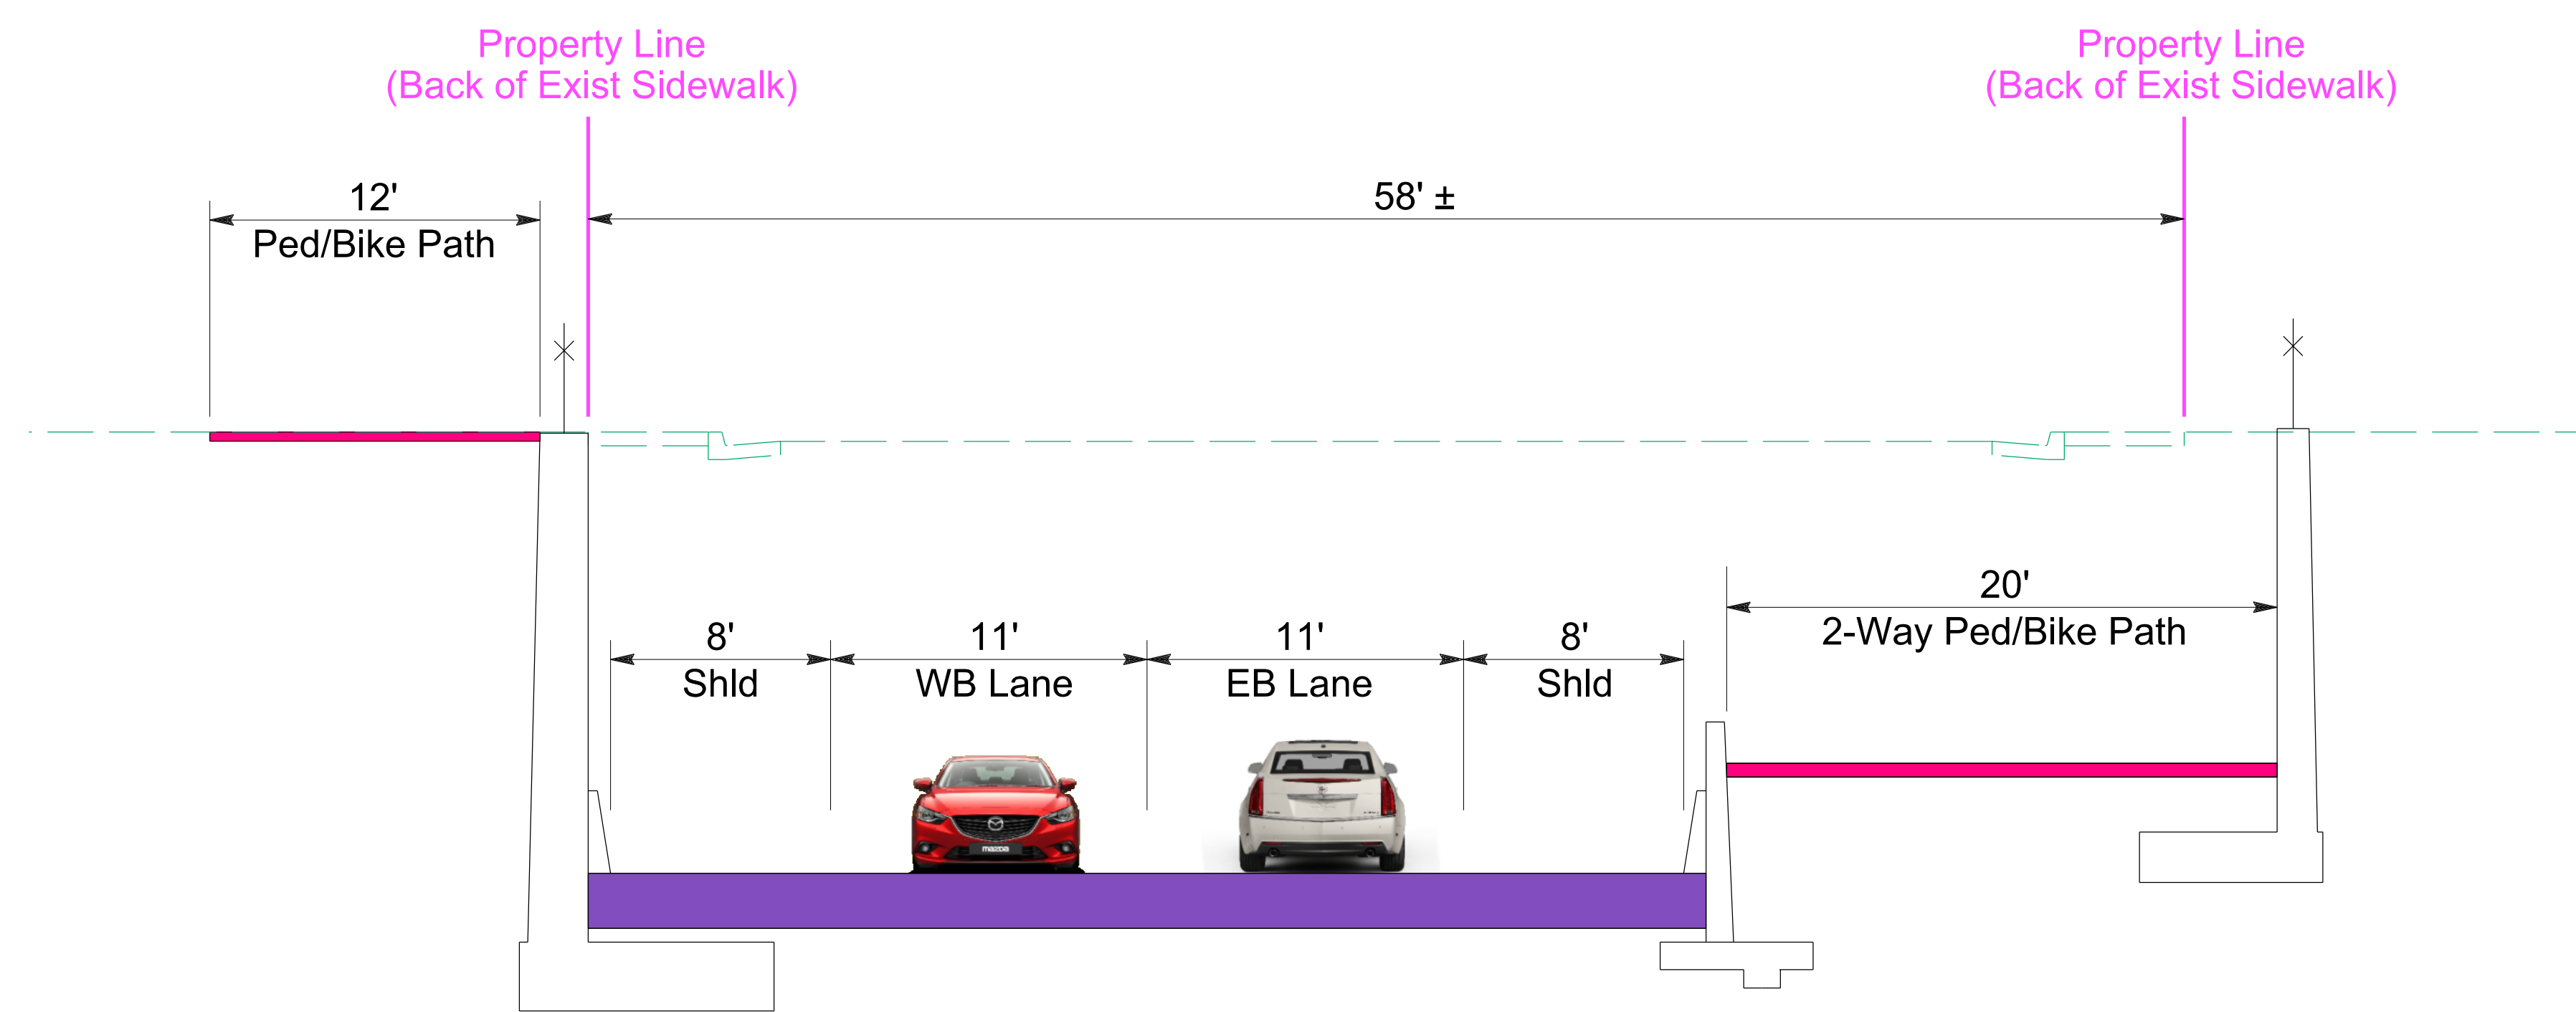 Property Line
(Back of Exist Sidewalk)
Property Line
(Back of Exist Sidewalk)
12'
Ped/Bike Path
58' ±
20'
2-Way Ped/Bike Path
8'
Shld
11'
WB Lane
11'
EB Lane
8'
Shld
mazda